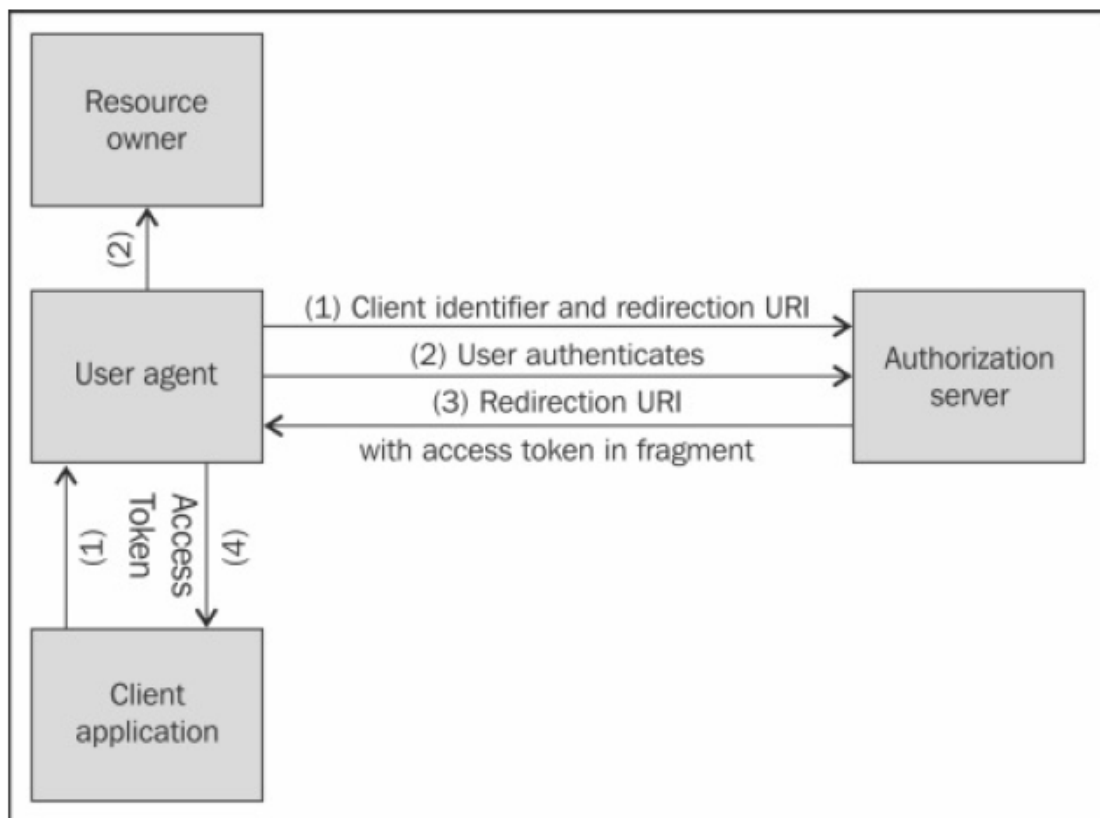 Resource
owner
(2)
User agent
(1) Client identifier and redirection URI
(2) User authenticates
(3) Redirection URI
with access token in fragment
Authorization
server
(1)
Access
Token
(4)
Client
application